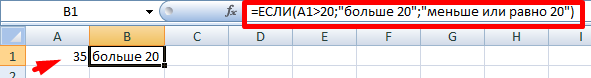 B1
fx
=ЕСЛИ(A1>20;"больше 20";"меньше или равно 20")
A B C D E F G H I
1 35 больше 20
2